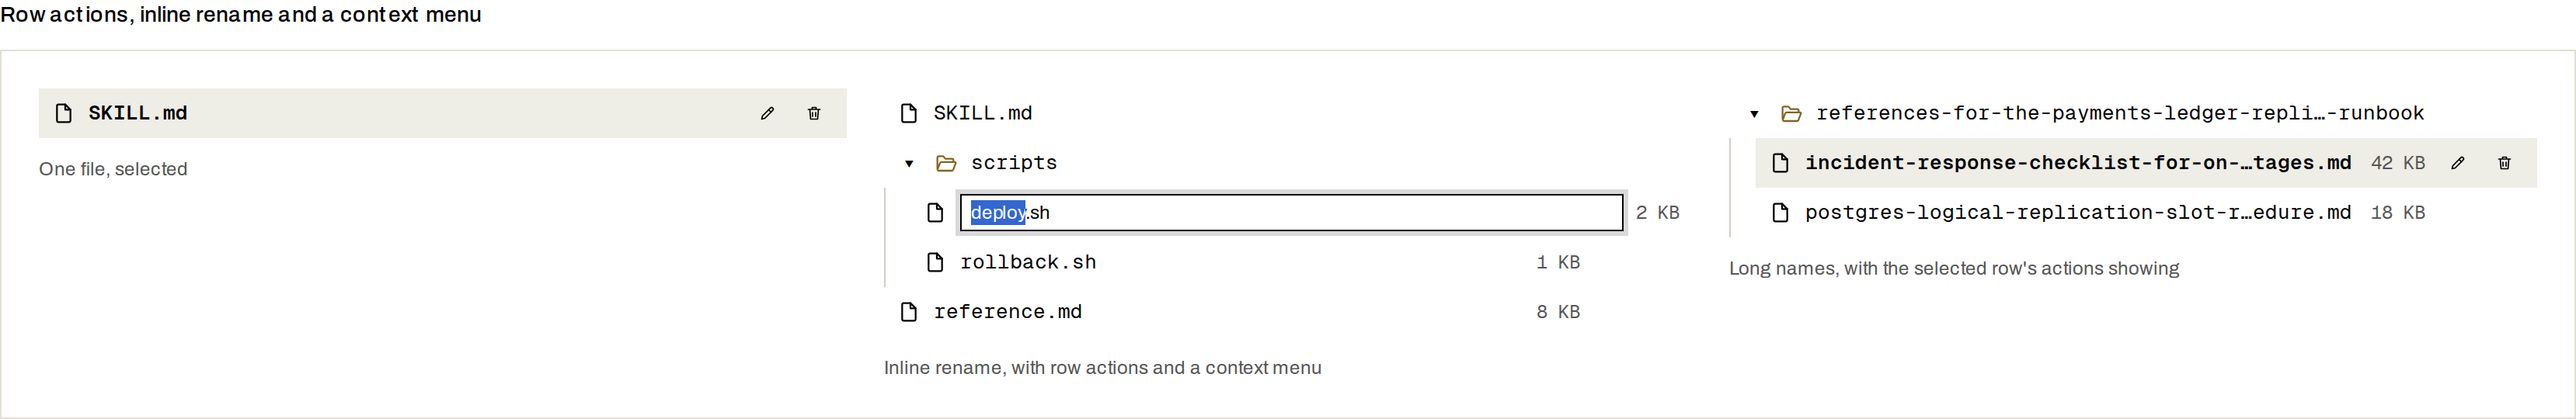 Row actions, inline rename and a context menu
SKILL.md
One file, selected
SKILL.md
scripts
deploy.sh 2 KB
rollback.sh 1 KB
reference.md 8 KB
Inline rename, with row actions and a context menu
references-for-the-payments-ledger-repli…-runbook
incident-response-checklist-for-on-…tages.md 42 KB
postgres-logical-replication-slot-r…edure.md 18 KB
Long names, with the selected row's actions showing